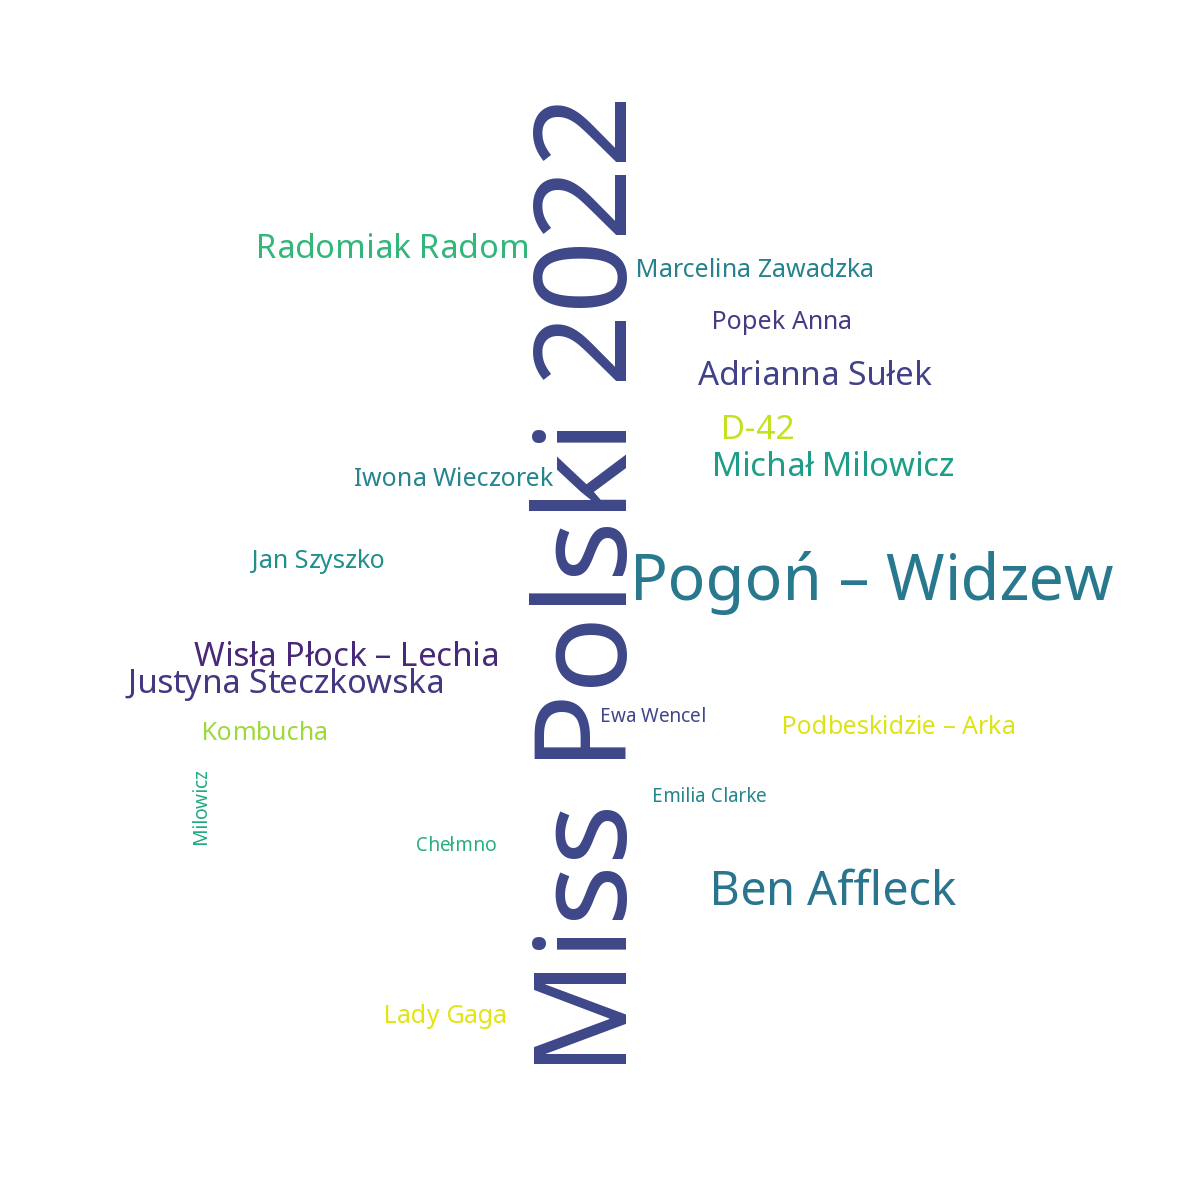 Miss Polski 2022
Radomiak Radom
Marcelina Zawadzka
Popek Anna
Adrianna Sułek
D-42
Michał Milowicz
Iwona Wieczorek
Jan Szyszko
Pogoń – Widzew
Wisła Płock – Lechia
Justyna Steczkowska
Ewa Wencel
Podbeskidzie – Arka
Kombucha
Emilia Clarke
Milowicz
Chełmno
Ben Affleck
Lady Gaga